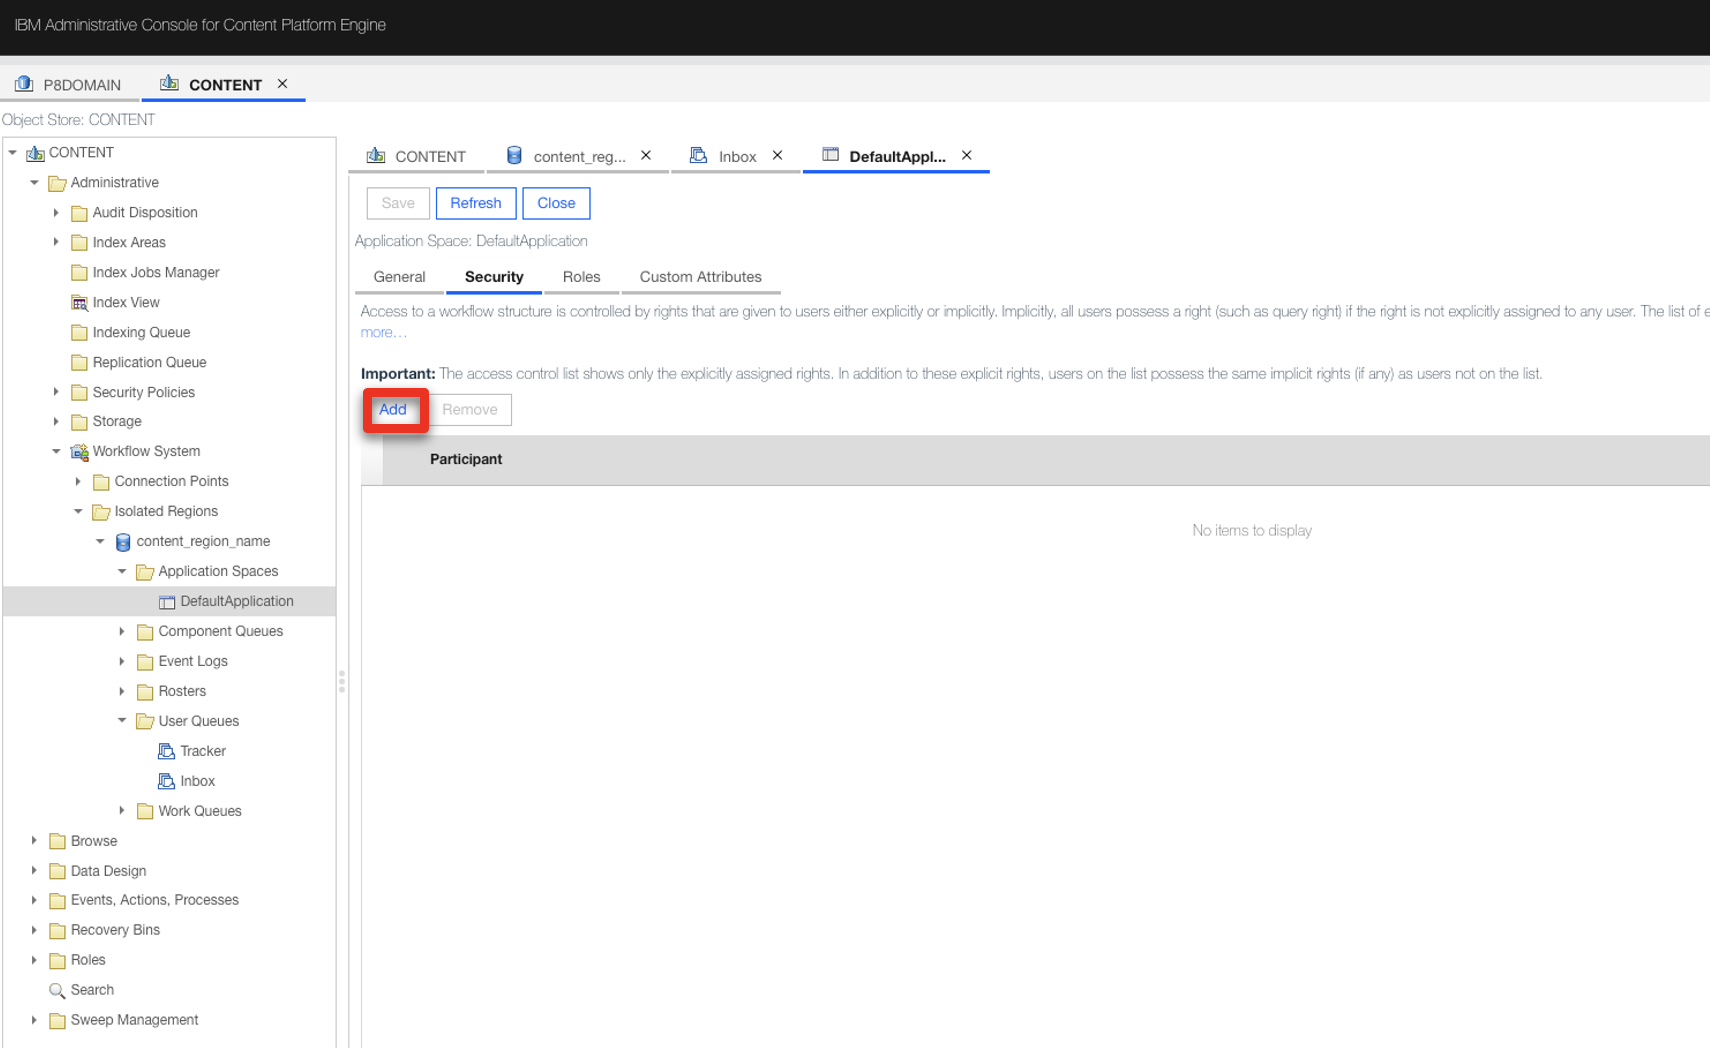 IBM Administrative Console for Content Platform Engine
P8DOMAIN
CONTENT
Object Store: CONTENT
CONTENT
Administrative
Audit Disposition
Index Areas
Index Jobs Manager
Index View
Indexing Queue
Replication Queue
Security Policies
Storage
Workflow System
Connection Points
Isolated Regions
content_region_name
Application Spaces
DefaultApplication
Component Queues
Event Logs
Rosters
User Queues
Tracker
Inbox
Work Queues
Browse
Data Design
Events, Actions, Processes
Recovery Bins
Roles
Search
Sweep Management
CONTENT
content_reg...
Inbox
DefaultAppl...
Save Refresh Close
Application Space: DefaultApplication
General Security Roles Custom Attributes
Access to a workflow structure is controlled by rights that are given to users either explicitly or implicitly. Implicitly, all users possess a right (such as query right) if the right is not explicitly assigned to any user. The list of
more...
Important: The access control list shows only the explicitly assigned rights. In addition to these explicit rights, users on the list possess the same implicit rights (if any) as users not on the list.
Add Remove
Participant
No items to display